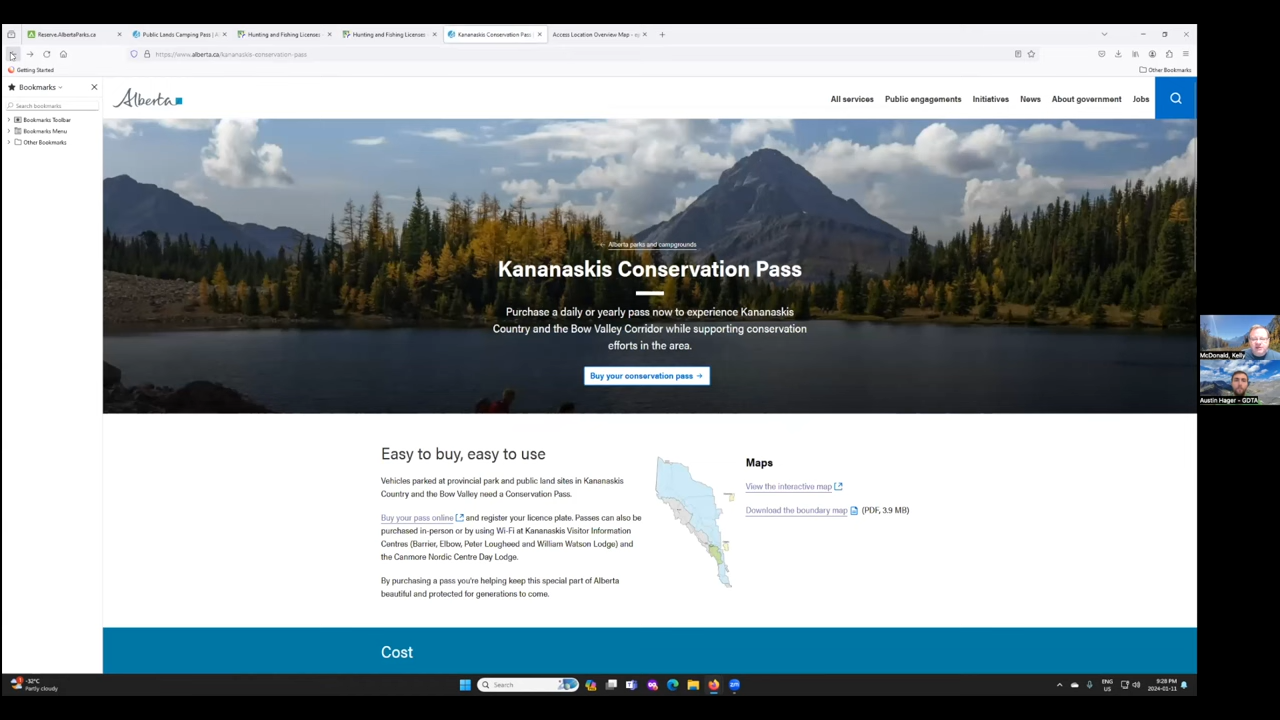 Reserve.AlbertaParks.ca
Public Lands Camping Pass | A
Hunting and Fishing Licenses -
Hunting and Fishing Licenses -
Kananaskis Conservation Pass |
Access Location Overview Map - ep
https://www.alberta.ca/kananaskis-conservation-pass
Getting Started
Other Bookmarks
Bookmarks
Search bookmarks
Bookmarks Toolbar
Bookmarks Menu
Other Bookmarks
Alberta
All services
Public engagements
Initiatives
News
About government
Jobs
Alberta parks and campgrounds
Kananaskis Conservation Pass
Purchase a daily or yearly pass now to experience Kananaskis
Country and the Bow Valley Corridor while supporting conservation
efforts in the area.
Buy your conservation pass →
Easy to buy, easy to use
Vehicles parked at provincial park and public land sites in Kananaskis
Country and the Bow Valley need a Conservation Pass.
Buy your pass online and register your licence plate. Passes can also be
purchased in-person or by using Wi-Fi at Kananaskis Visitor Information
Centres (Barrier, Elbow, Peter Lougheed and William Watson Lodge) and
the Canmore Nordic Centre Day Lodge.
By purchasing a pass you're helping keep this special part of Alberta
beautiful and protected for generations to come.
Maps
View the interactive map
Download the boundary map (PDF, 3.9 MB)
Cost
McDonald, Kelly
Austin Hager - GDTA
-32°C
Partly cloudy
Search
ENG
US
9:28 PM
2024-01-11